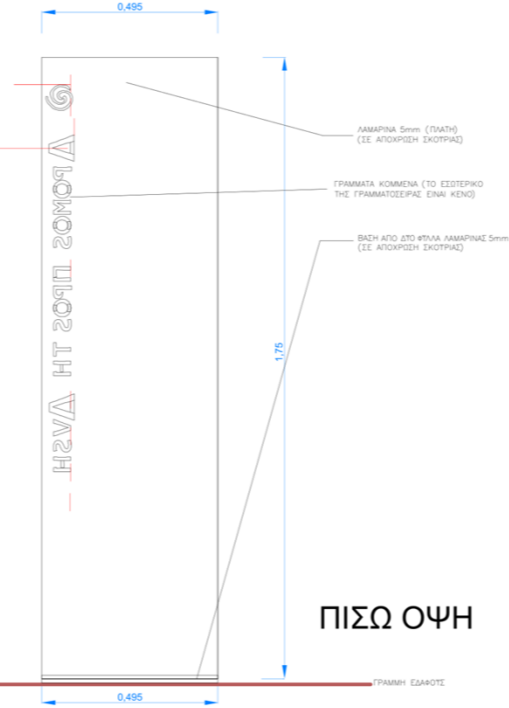 0,495
ΛΑΜΑΡΙΝΑ 5mm (ΠΛΑΤΗ)
(ΣΕ ΑΠΟΧΡΩΣΗ ΣΚΟΥΡΙΑΣ)
ΓΡΑΜΜΑΤΑ ΚΟΜΜΕΝΑ (ΤΟ ΕΣΩΤΕΡΙΚΟ
ΤΗΣ ΓΡΑΜΜΑΤΟΣΕΙΡΑΣ ΕΙΝΑΙ ΚΕΝΟ)
ΒΑΣΗ ΑΠΟ ΔΥΟ ΦΥΛΛΑ ΛΑΜΑΡΙΝΑΣ 5mm
(ΣΕ ΑΠΟΧΡΩΣΗ ΣΚΟΥΡΙΑΣ)
ΔΡΟΜΟΣ ΠΡΟΣ ΤΗ ΔΥΣΗ
1,75
ΠΙΣΩ ΟΨΗ
ΓΡΑΜΜΗ ΕΔΑΦΟΥΣ
0,495